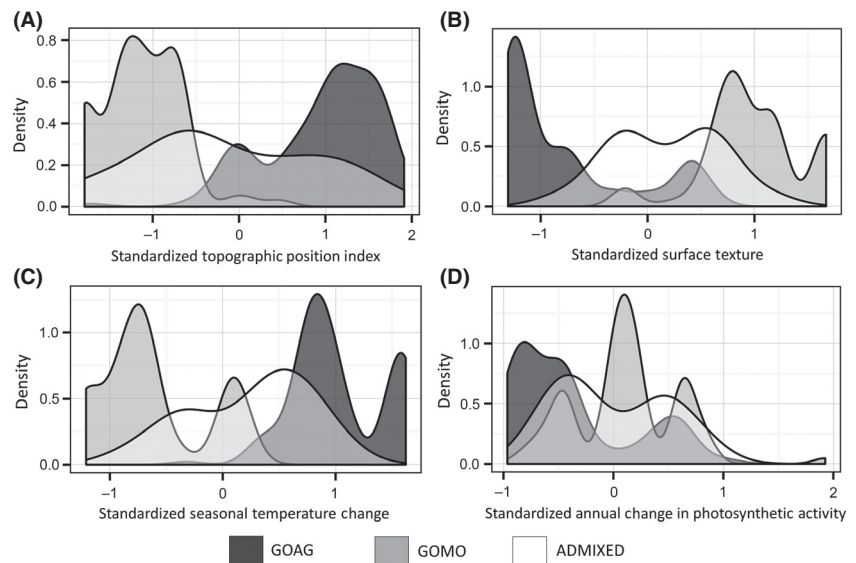 (A)
(B)
Density
0.8
0.6
0.4
0.2
0.0
−1
0
1
2
Standardized topographic position index
Density
1.0
0.5
0.0
−1
0
1
Standardized surface texture
(C)
(D)
Density
1.0
0.5
0.0
−1
0
1
Standardized seasonal temperature change
Density
1.0
0.5
0.0
−1
0
1
2
Standardized annual change in photosynthetic activity
GOAG
GOMO
ADMIXED